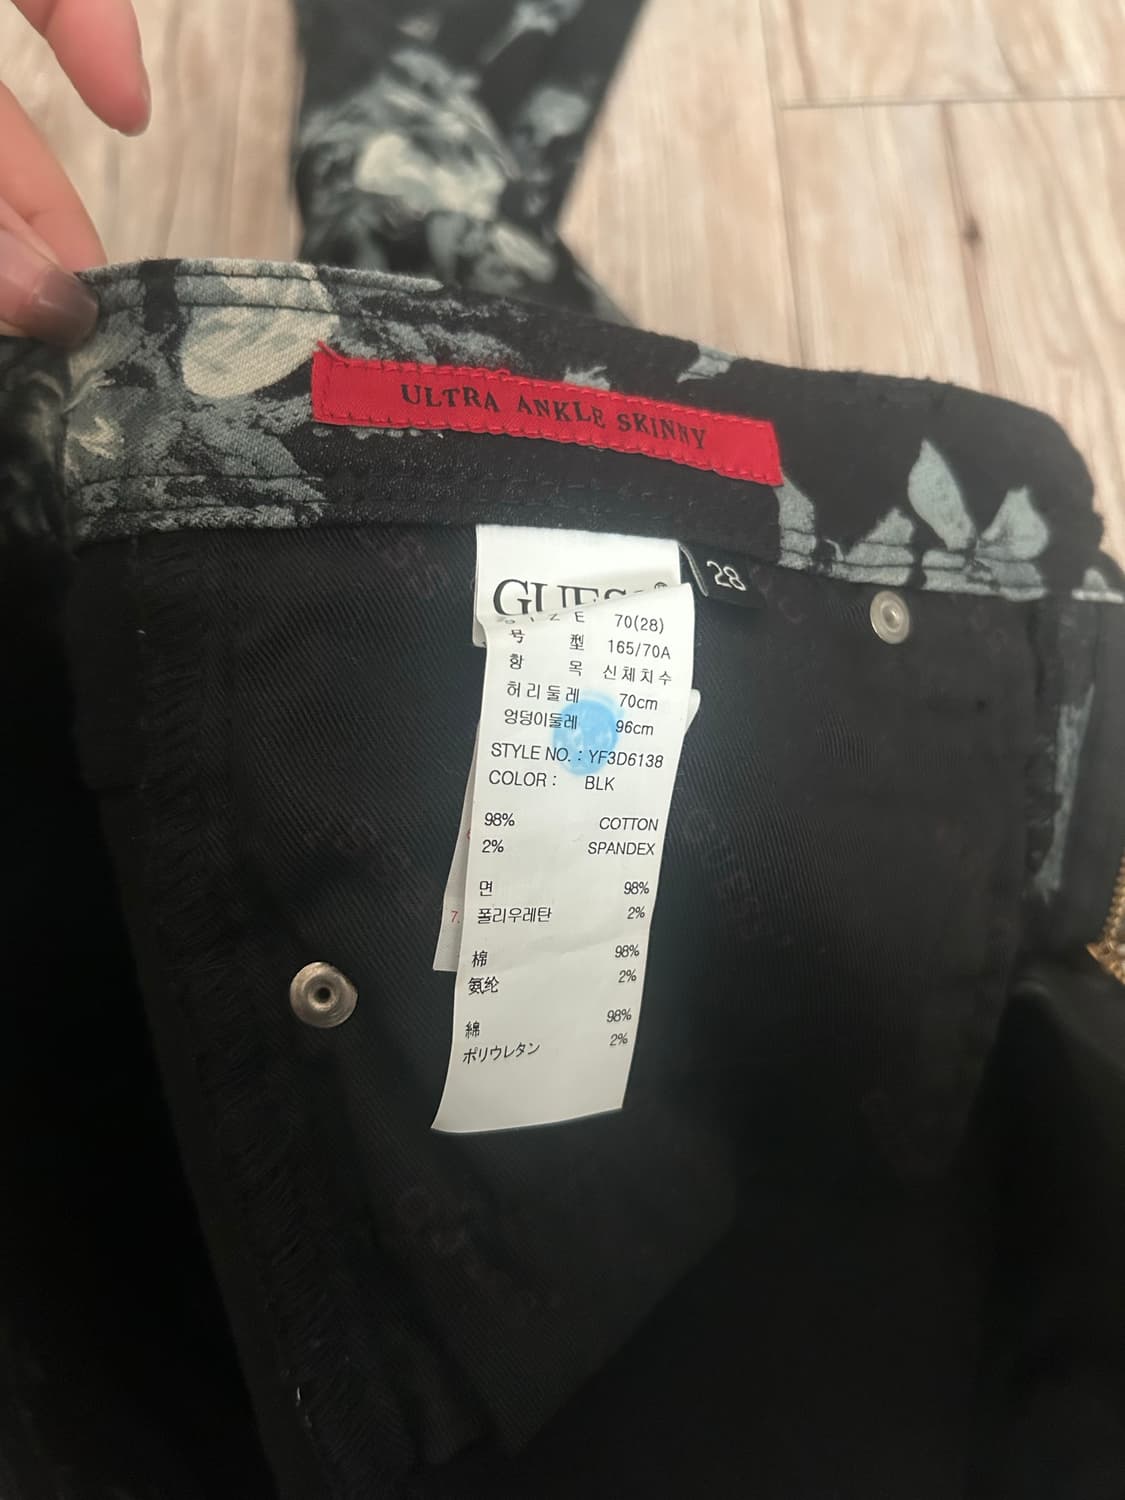 ULTRA ANKLE SKINNY
28
GUESS
SIZE 70(28)
号型 165/70A
항목 신체치수
허리둘레 70cm
엉덩이둘레 96cm
STYLE NO. : YF3D6138
COLOR : BLK
98% COTTON
2% SPANDEX
면 98%
폴리우레탄 2%
7.
棉 98%
氨纶 2%
綿 98%
ポリウレタン 2%
GUESS